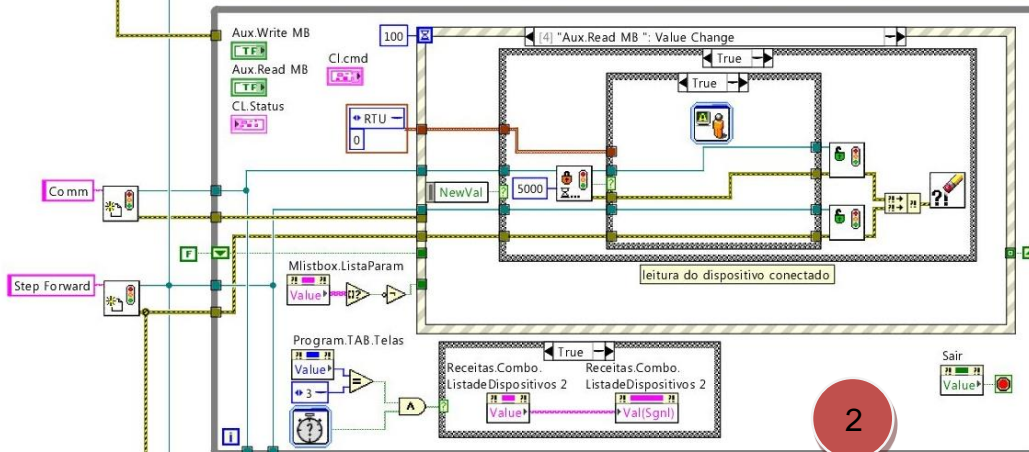 Aux.Write MB
TF
Aux.Read MB
TF
CL.Status
Cl.cmd
100
[4] "Aux.Read MB ": Value Change
True
True
RTU
0
NewVal
5000
Comm
F
Step Forward
Mlistbox.ListaParam
Value
leitura do dispositivo conectado
Program.TAB.Telas
Value
3
True
Receitas.Combo.
ListadeDispositivos 2
Value
Receitas.Combo.
ListadeDispositivos 2
Val(Sgnl)
Sair
Value
i
2